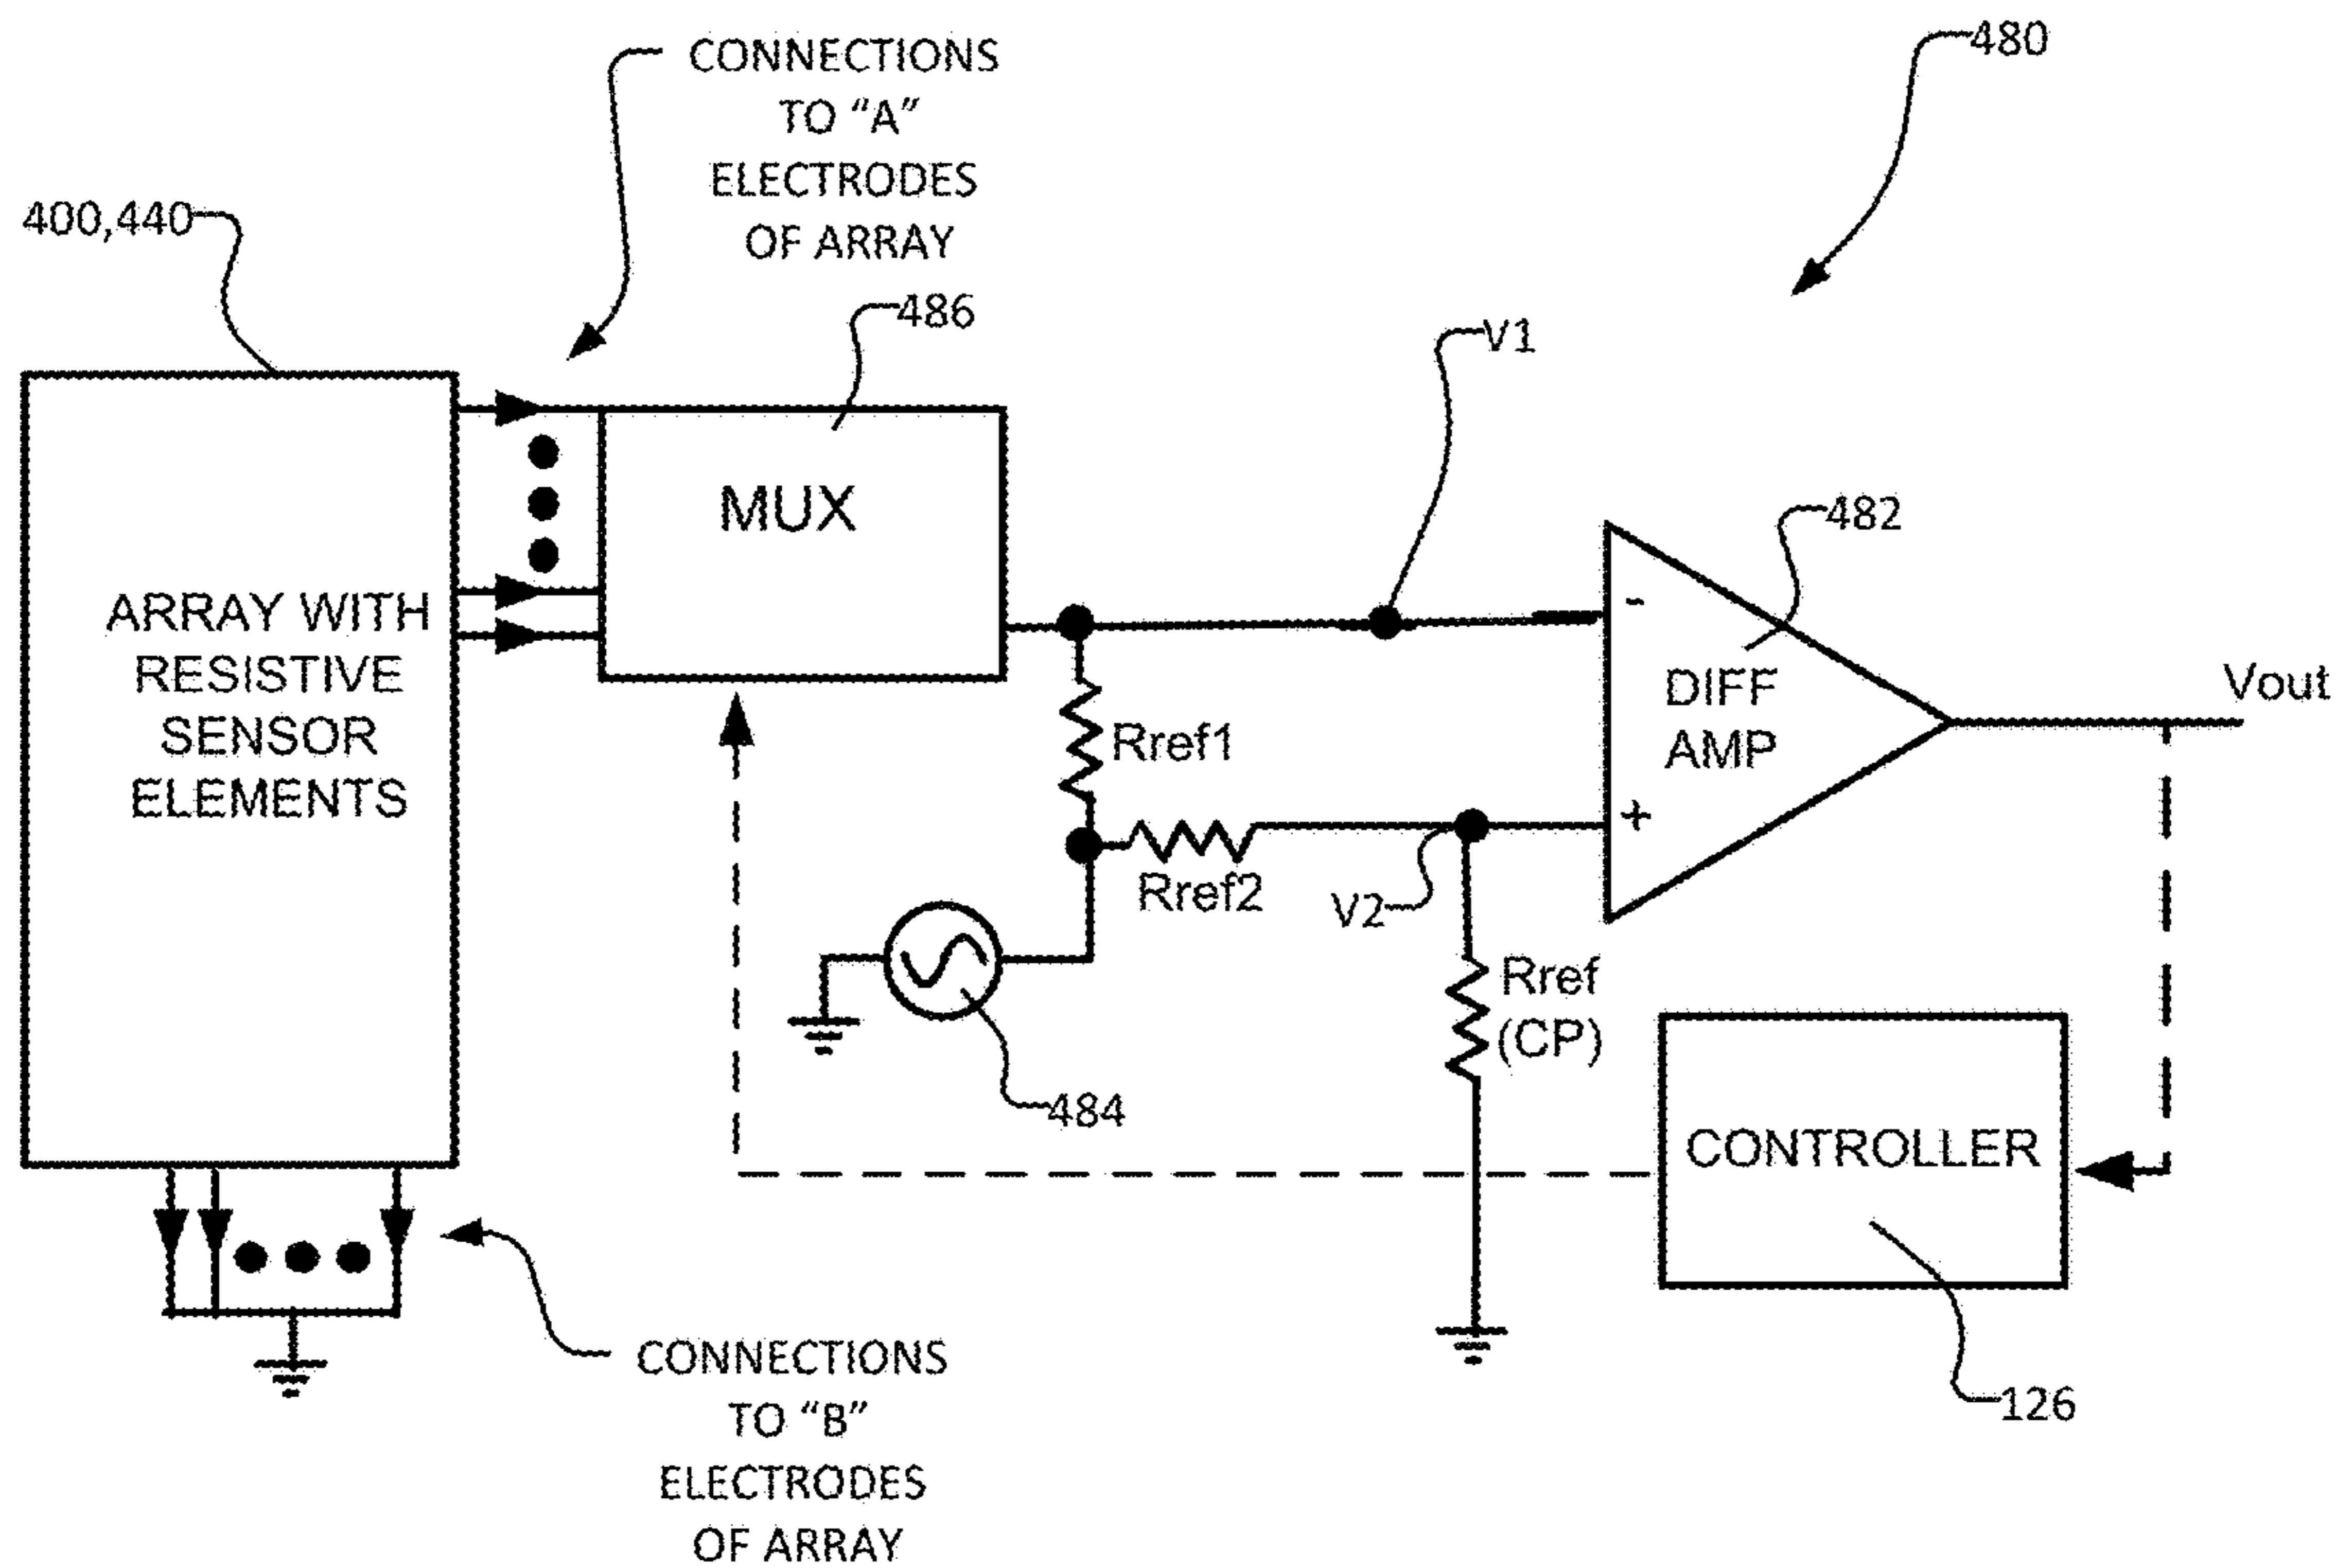 480
CONNECTIONS
TO “A”
ELECTRODES
OF ARRAY
400,440
486
V1
MUX
482
-
DIFF
AMP
+
Vout
ARRAY WITH
RESISTIVE
SENSOR
ELEMENTS
Rref1
Rref2
V2
Rref
(CP)
484
CONTROLLER
126
CONNECTIONS
TO “B”
ELECTRODES
OF ARRAY